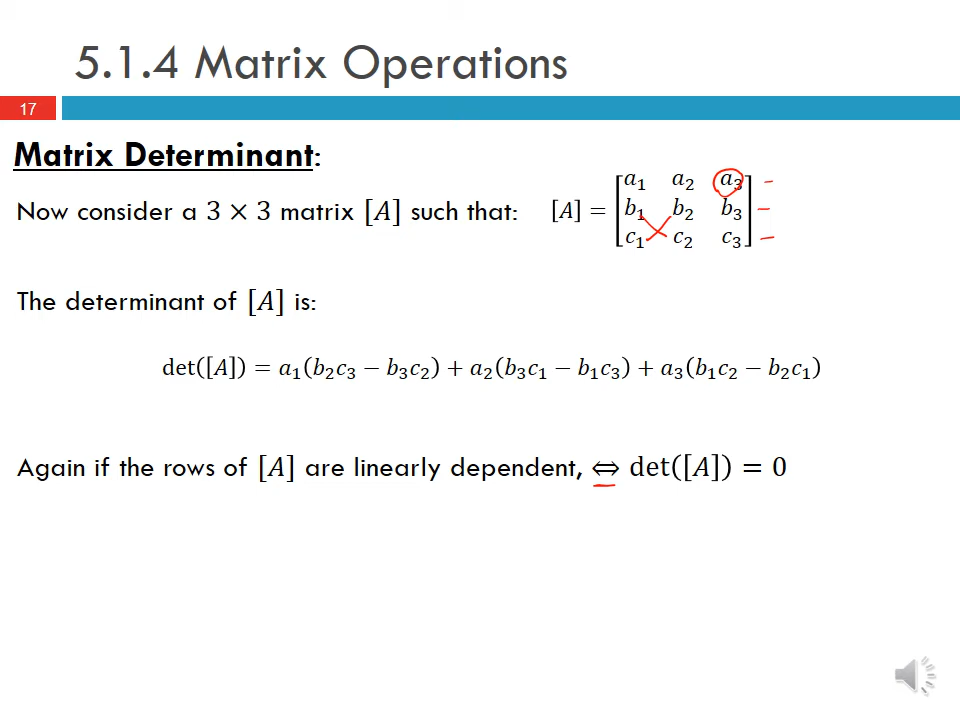 5.1.4 Matrix Operations
17
Matrix Determinant:
Now consider a 3 × 3 matrix [A] such that: [A] = [a₁ a₂ a₃
b₁ b₂ b₃
c₁ c₂ c₃]
The determinant of [A] is:
det([A]) = a₁(b₂c₃ − b₃c₂) + a₂(b₃c₁ − b₁c₃) + a₃(b₁c₂ − b₂c₁)
Again if the rows of [A] are linearly dependent, ⇔ det([A]) = 0